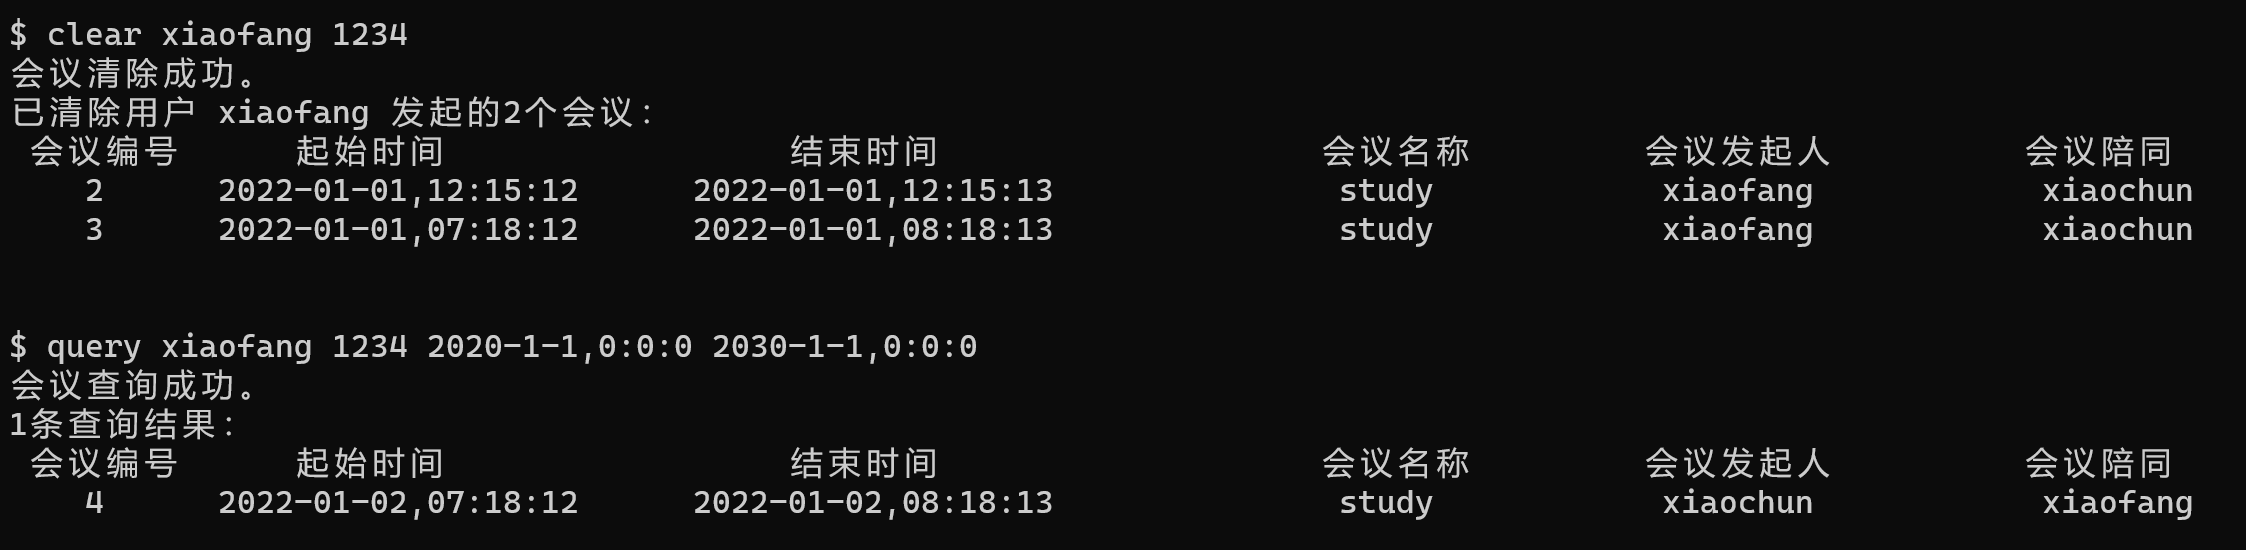 $ clear xiaofang 1234
会议清除成功。
已清除用户 xiaofang 发起的2个会议：
会议编号 起始时间 结束时间 会议名称 会议发起人 会议陪同
2 2022-01-01,12:15:12 2022-01-01,12:15:13 study xiaofang xiaochun
3 2022-01-01,07:18:12 2022-01-01,08:18:13 study xiaofang xiaochun
$ query xiaofang 1234 2020-1-1,0:0:0 2030-1-1,0:0:0
会议查询成功。
1条查询结果：
会议编号 起始时间 结束时间 会议名称 会议发起人 会议陪同
4 2022-01-02,07:18:12 2022-01-02,08:18:13 study xiaochun xiaofang